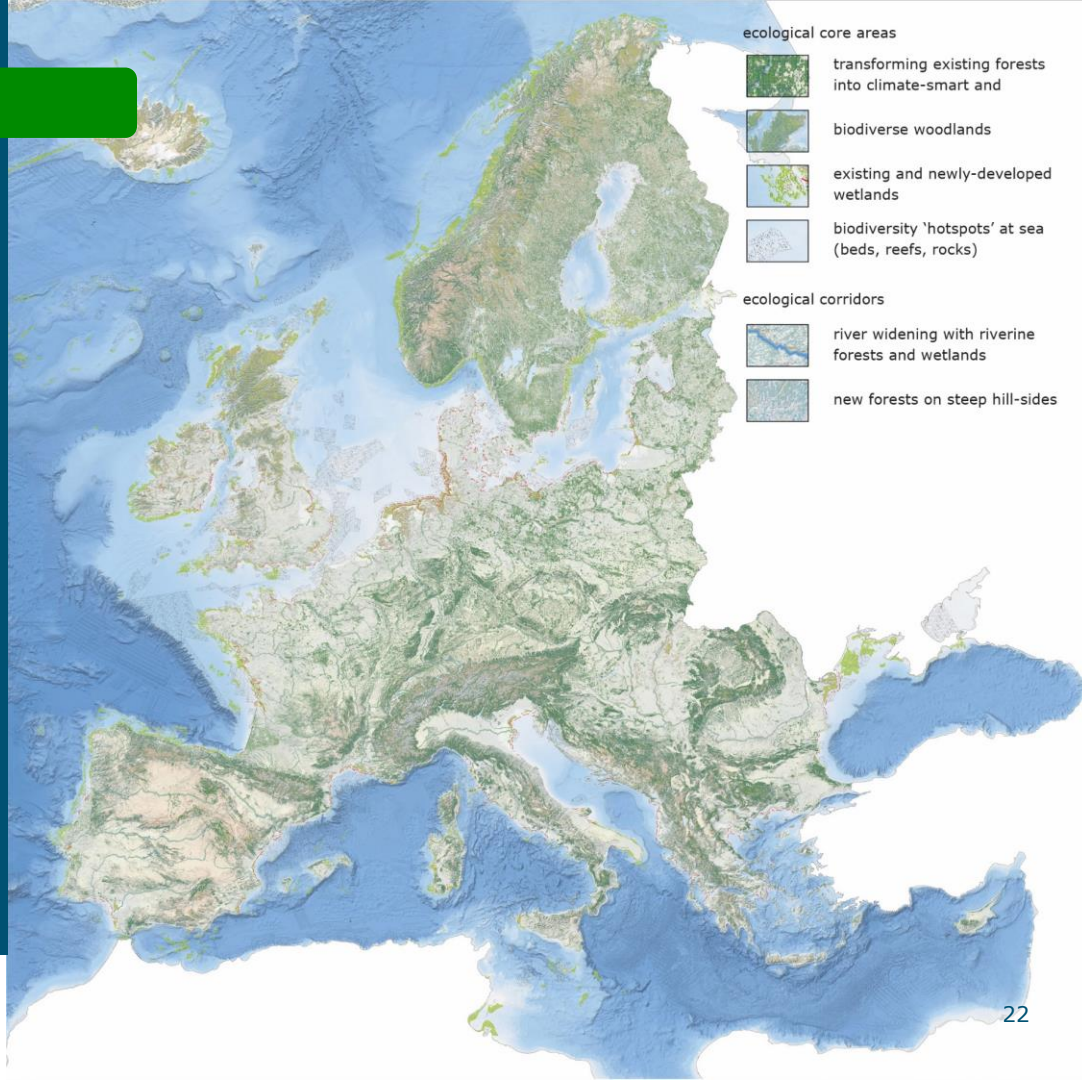 ecological core areas
transforming existing forests
into climate-smart and
biodiverse woodlands
existing and newly-developed
wetlands
biodiversity ‘hotspots’ at sea
(beds, reefs, rocks)
ecological corridors
river widening with riverine
forests and wetlands
new forests on steep hill-sides
22